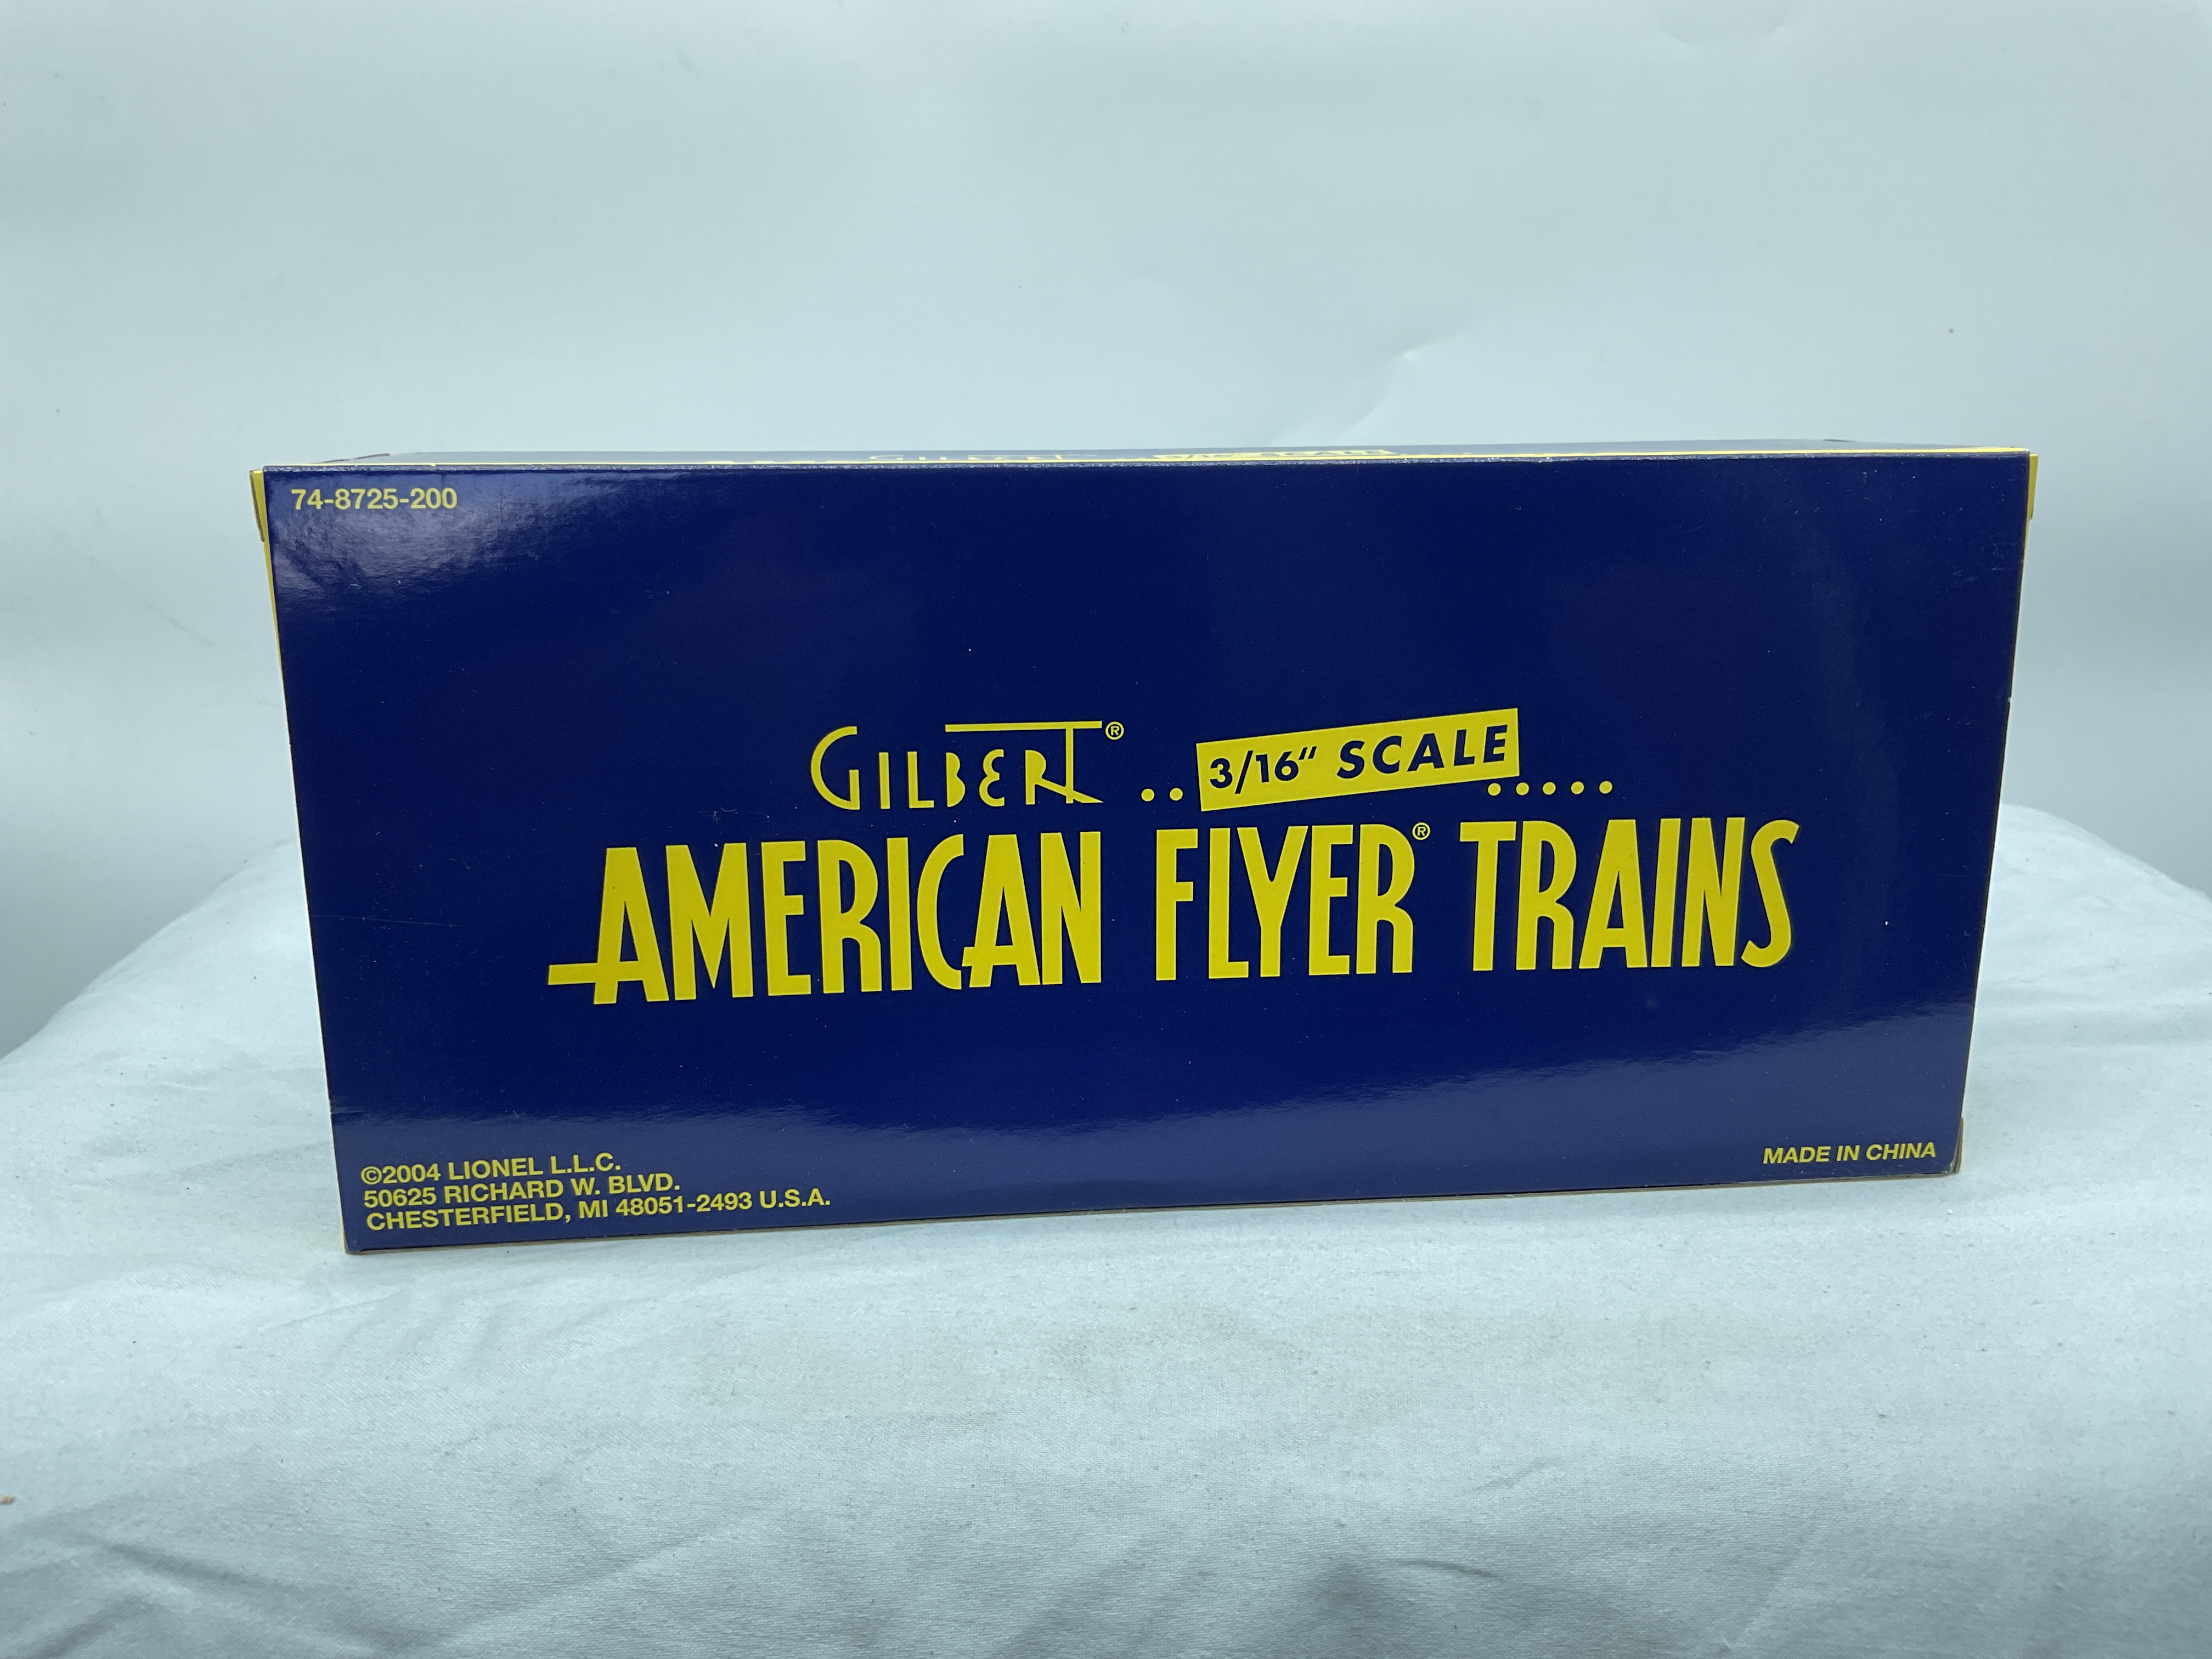 74-8725-200
GILBERT® .. 3/16" SCALE .....
AMERICAN FLYER® TRAINS
©2004 LIONEL L.L.C.
50625 RICHARD W. BLVD.
CHESTERFIELD, MI 48051-2493 U.S.A.
MADE IN CHINA